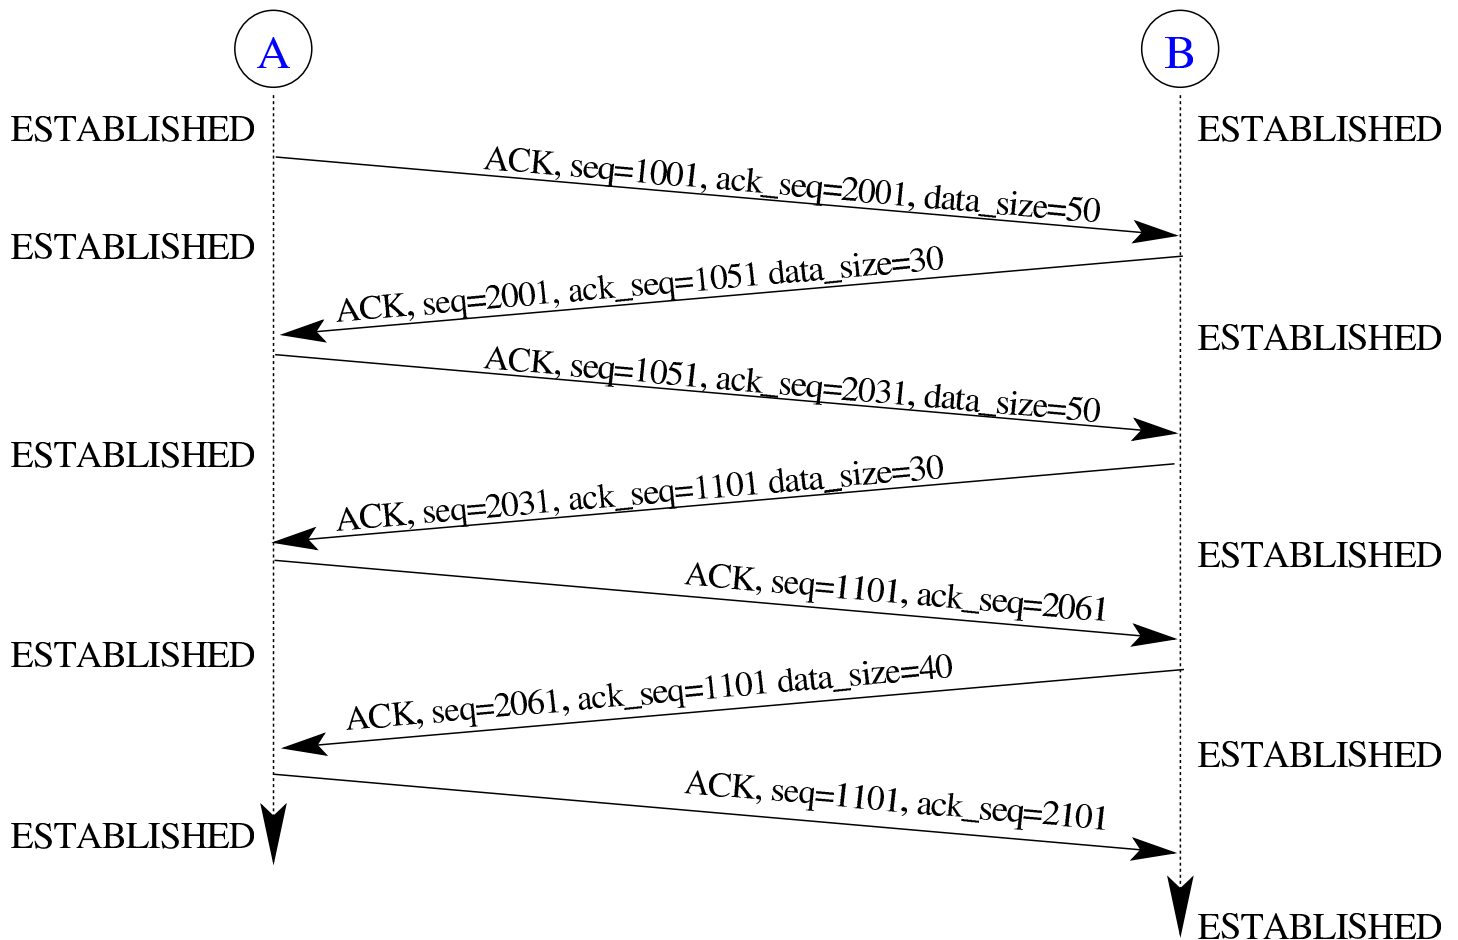 A
B
ESTABLISHED
ESTABLISHED
ACK, seq=1001, ack_seq=2001, data_size=50
ESTABLISHED
ACK, seq=2001, ack_seq=1051 data_size=30
ESTABLISHED
ACK, seq=1051, ack_seq=2031, data_size=50
ESTABLISHED
ACK, seq=2031, ack_seq=1101 data_size=30
ESTABLISHED
ACK, seq=1101, ack_seq=2061
ESTABLISHED
ACK, seq=2061, ack_seq=1101 data_size=40
ESTABLISHED
ACK, seq=1101, ack_seq=2101
ESTABLISHED
ESTABLISHED